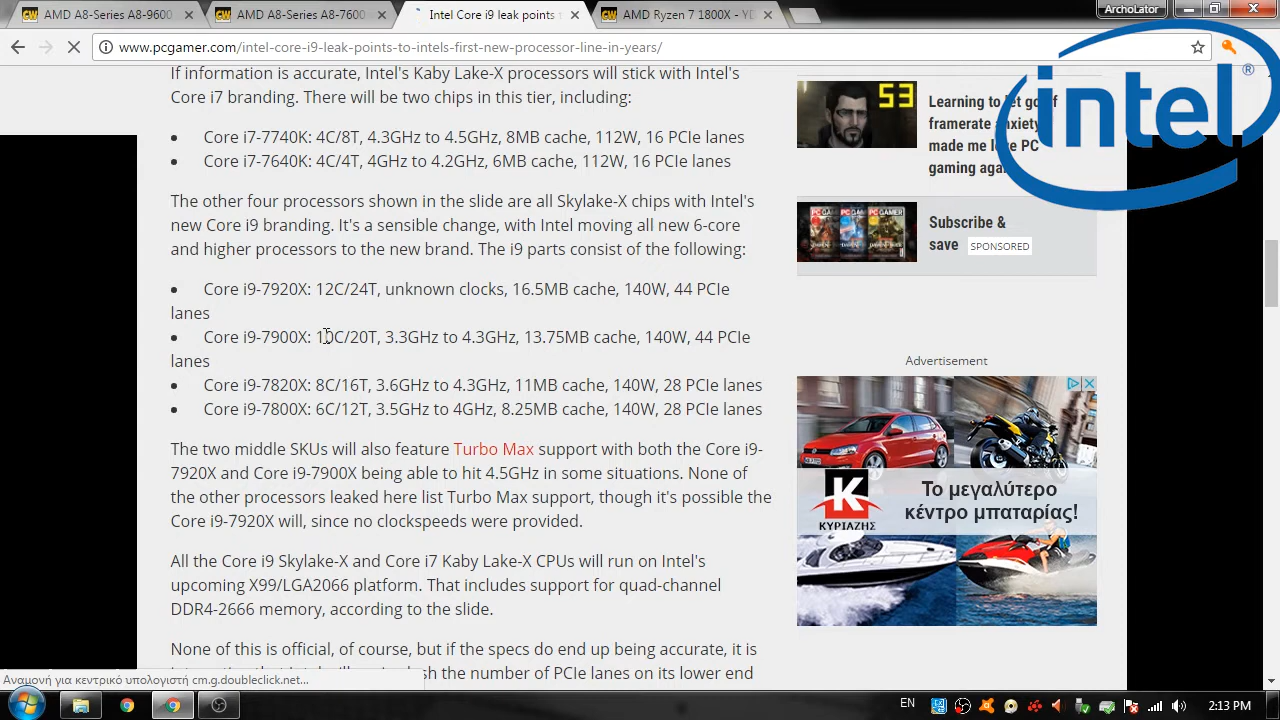 AMD A8-Series A8-9600
AMD A8-Series A8-7600
Intel Core i9 leak points
AMD Ryzen 7 1800X - YD
ArchoLator
www.pcgamer.com/intel-core-i9-leak-points-to-intels-first-new-processor-line-in-years/
If information is accurate, Intel's Kaby Lake-X processors will stick with Intel's
Core i7 branding. There will be two chips in this tier, including:
Core i7-7740K: 4C/8T, 4.3GHz to 4.5GHz, 8MB cache, 112W, 16 PCIe lanes
Core i7-7640K: 4C/4T, 4GHz to 4.2GHz, 6MB cache, 112W, 16 PCIe lanes
The other four processors shown in the slide are all Skylake-X chips with Intel's
new Core i9 branding. It's a sensible change, with Intel moving all new 6-core
and higher processors to the new brand. The i9 parts consist of the following:
Core i9-7920X: 12C/24T, unknown clocks, 16.5MB cache, 140W, 44 PCIe
lanes
Core i9-7900X: 10C/20T, 3.3GHz to 4.3GHz, 13.75MB cache, 140W, 44 PCIe
lanes
Core i9-7820X: 8C/16T, 3.6GHz to 4.3GHz, 11MB cache, 140W, 28 PCIe lanes
Core i9-7800X: 6C/12T, 3.5GHz to 4GHz, 8.25MB cache, 140W, 28 PCIe lanes
The two middle SKUs will also feature Turbo Max support with both the Core i9-
7920X and Core i9-7900X being able to hit 4.5GHz in some situations. None of
the other processors leaked here list Turbo Max support, though it's possible the
Core i9-7920X will, since no clockspeeds were provided.
All the Core i9 Skylake-X and Core i7 Kaby Lake-X CPUs will run on Intel's
upcoming X99/LGA2066 platform. That includes support for quad-channel
DDR4-2666 memory, according to the slide.
None of this is official, of course, but if the specs do end up being accurate, it is
the number of PCIe lanes on its lower end
53
Learning to let go of
framerate anxiety
made me love PC
gaming again
intel®
Subscribe &
save SPONSORED
Advertisement
Κ
ΚΥΡΙΑΖΗΣ
Το μεγαλύτερο
κέντρο μπαταρίας!
Αναμονή για κεντρικό υπολογιστή cm.g.doubleclick.net...
EN
2:13 PM